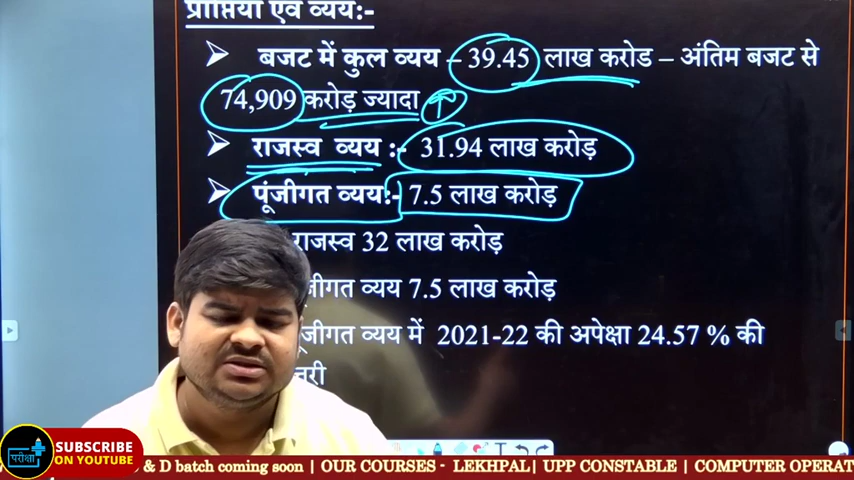 प्राप्तियां एवं व्यय:-
➢ बजट में कुल व्यय – 39.45 लाख करोड – अंतिम बजट से
74,909 करोड़ ज्यादा
➢ राजस्व व्यय :- 31.94 लाख करोड़
➢ पूंजीगत व्यय:- 7.5 लाख करोड़
राजस्व 32 लाख करोड़
व्यय 7.5 लाख करोड़
व्यय में 2021-22 की अपेक्षा 24.57 % की
परीक्षा
SUBSCRIBE
ON YOUTUBE
& D batch coming soon | OUR COURSES - LEKHPAL| UPP CONSTABLE | COMPUTER OPERAT